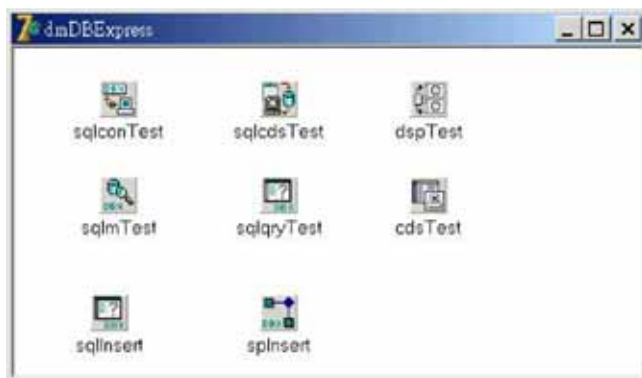 dmDBExpress
sqlconTest sqlcdsTest dspTest
sqlmTest sqlqryTest cdsTest
sqlInsert spInsert